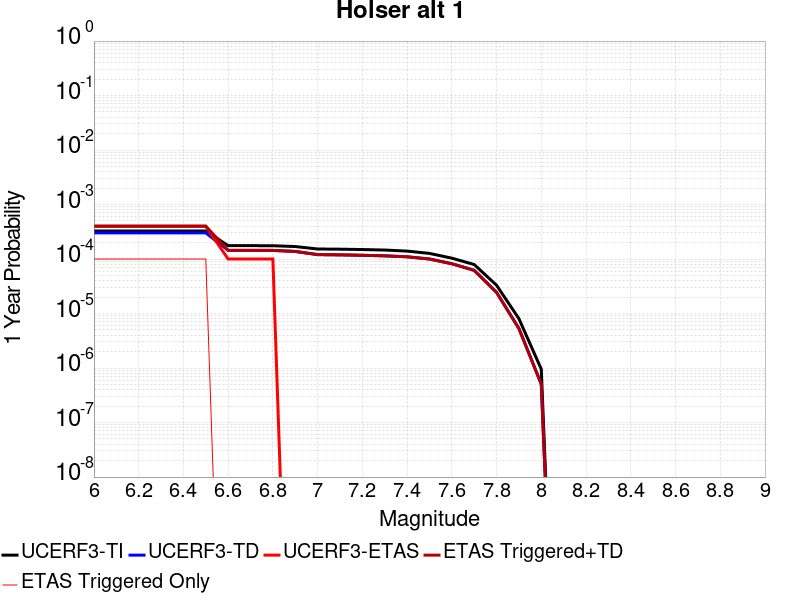 Holser alt 1
10^0
10^-1
10^-2
10^-3
10^-4
10^-5
10^-6
10^-7
10^-8
1 Year Probability
6 6.2 6.4 6.6 6.8 7 7.2 7.4 7.6 7.8 8 8.2 8.4 8.6 8.8 9
Magnitude
UCERF3-TI UCERF3-TD UCERF3-ETAS ETAS Triggered+TD
ETAS Triggered Only